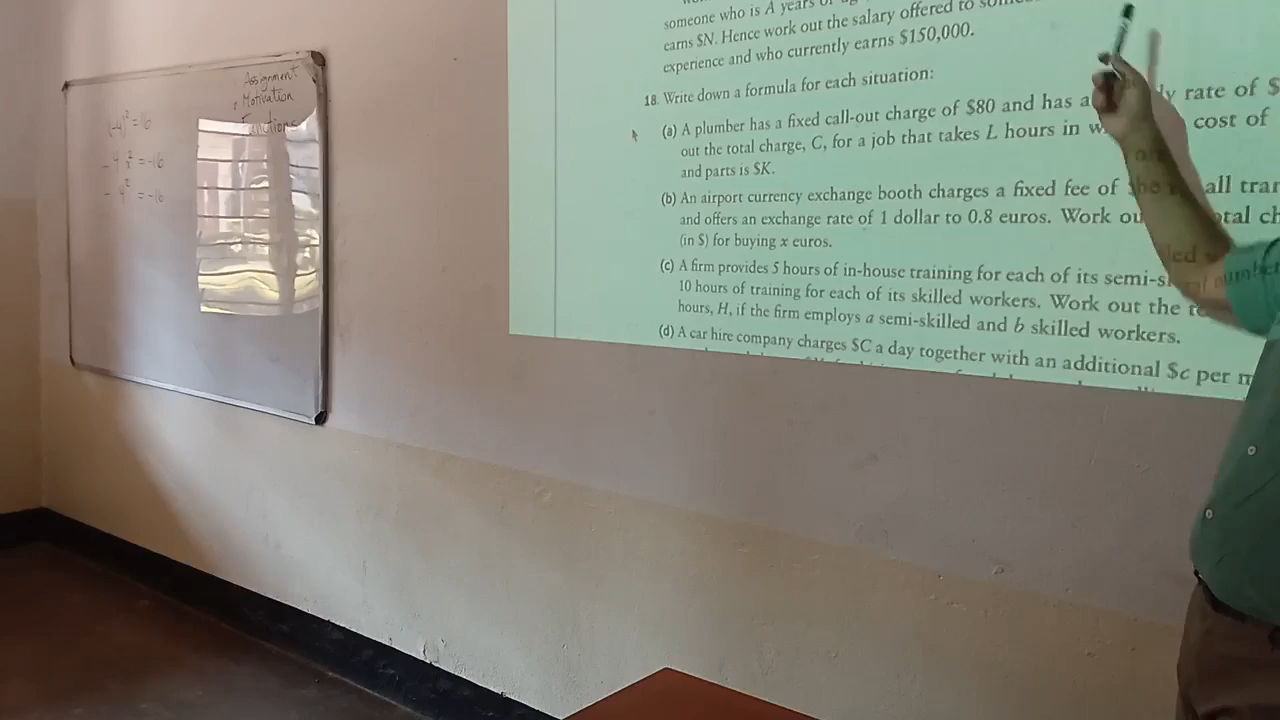 Assignment
: Motivation
Functions
(-4)² = 16
- 4² = -16
- 4² = -16
someone who is A years of
earns $N. Hence work out the salary offered to
experience and who currently earns $150,000.
18. Write down a formula for each situation:
(a) A plumber has a fixed call-out charge of $80 and has a rate of $
out the total charge, C, for a job that takes L hours in cost of
and parts is $K.
(b) An airport currency exchange booth charges a fixed fee of all
and offers an exchange rate of 1 dollar to 0.8 euros. Work
(in $) for buying x euros.
(c) A firm provides 5 hours of in-house training for each of its
10 hours of training for each of its skilled workers. Work out the
hours, H, if the firm employs a semi-skilled and b skilled workers.
(d) A car hire company charges $C a day together with an additional $c per